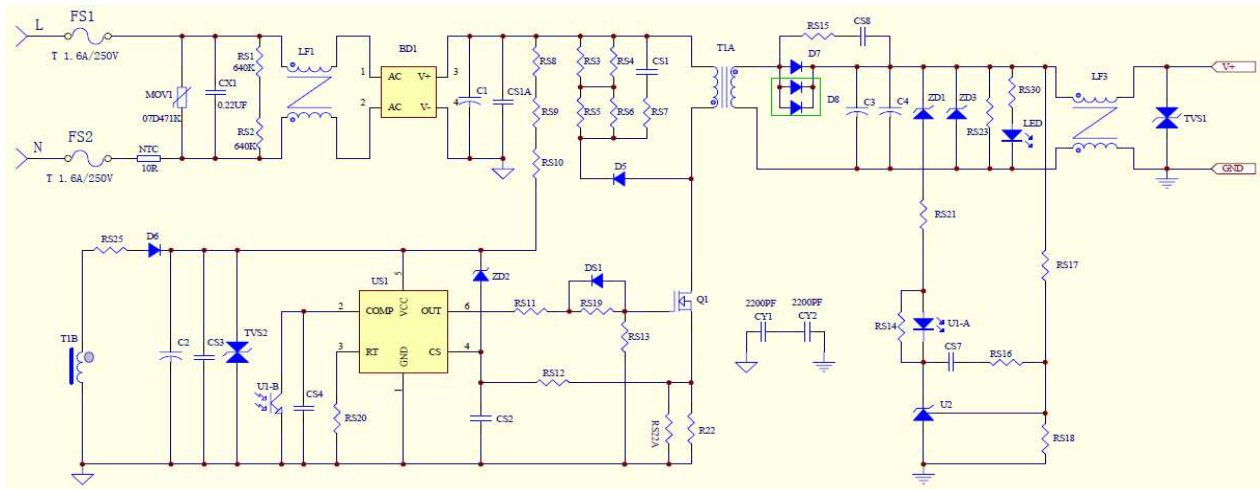 FS1
L
T 1.6A/250V
RS1
640K
LF1
BD1
MOV1
07D471K
CX1
0.22UF
1
AC
V+
3
2
AC
V-
4
C1
CS1A
RS8
RS3
RS4
CS1
RS9
RS5
RS6
RS7
RS10
T1A
RS15
CS8
D7
D8
C3
C4
ZD1
ZD3
RS23
RS30
LED
LF3
V+
TVS1
GND
FS2
N
T 1.6A/250V
NTC
10R
RS2
640K
D5
RS21
RS17
RS25
D6
US1
5
ZD2
DS1
Q1
2
COMP
VCC
OUT
6
RS11
RS19
2200PF
2200PF
CY1
CY2
RS14
U1-A
T1B
C2
CS3
TVS2
3
RT
GND
CS
4
RS13
CS7
RS16
U1-B
CS4
1
RS12
RS20
CS2
RS22A
R22
U2
RS18